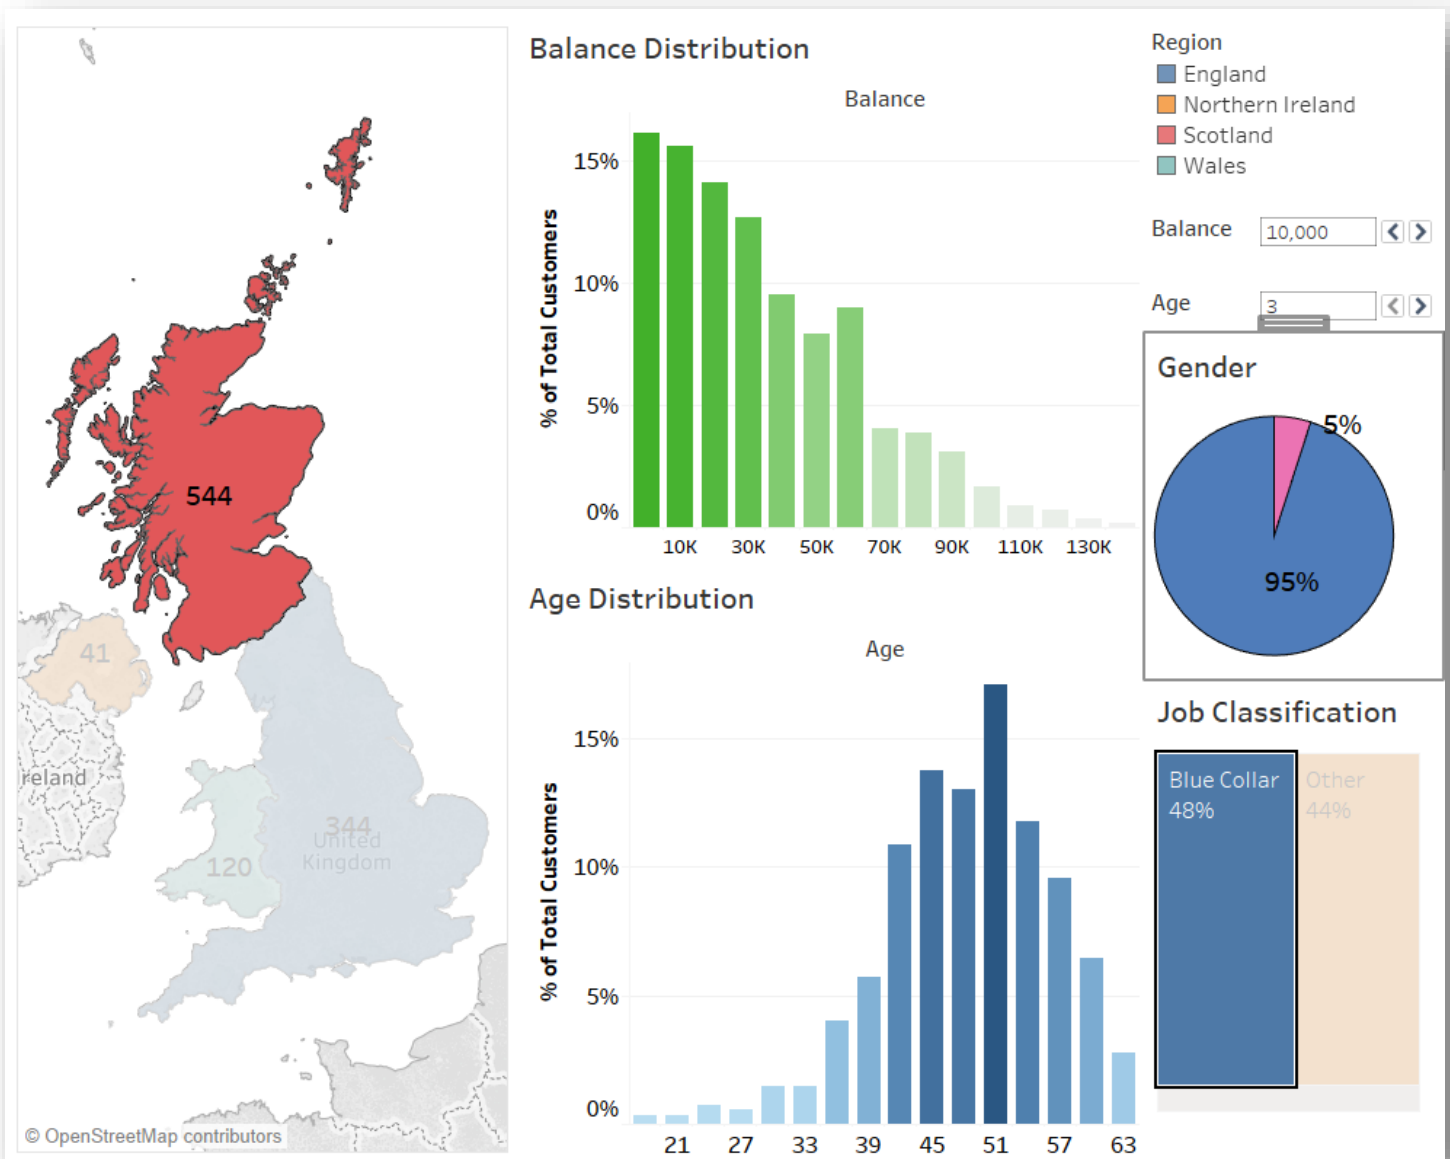 544
41
reland
344
United
Kingdom
120
© OpenStreetMap contributors
Balance Distribution
Balance
% of Total Customers
15%
10%
5%
0%
10K 30K 50K 70K 90K 110K 130K
Age Distribution
Age
% of Total Customers
15%
10%
5%
0%
21 27 33 39 45 51 57 63
Region
England
Northern Ireland
Scotland
Wales
Balance 10,000
Age 3
Gender
5%
95%
Job Classification
Blue Collar
48%
Other
44%